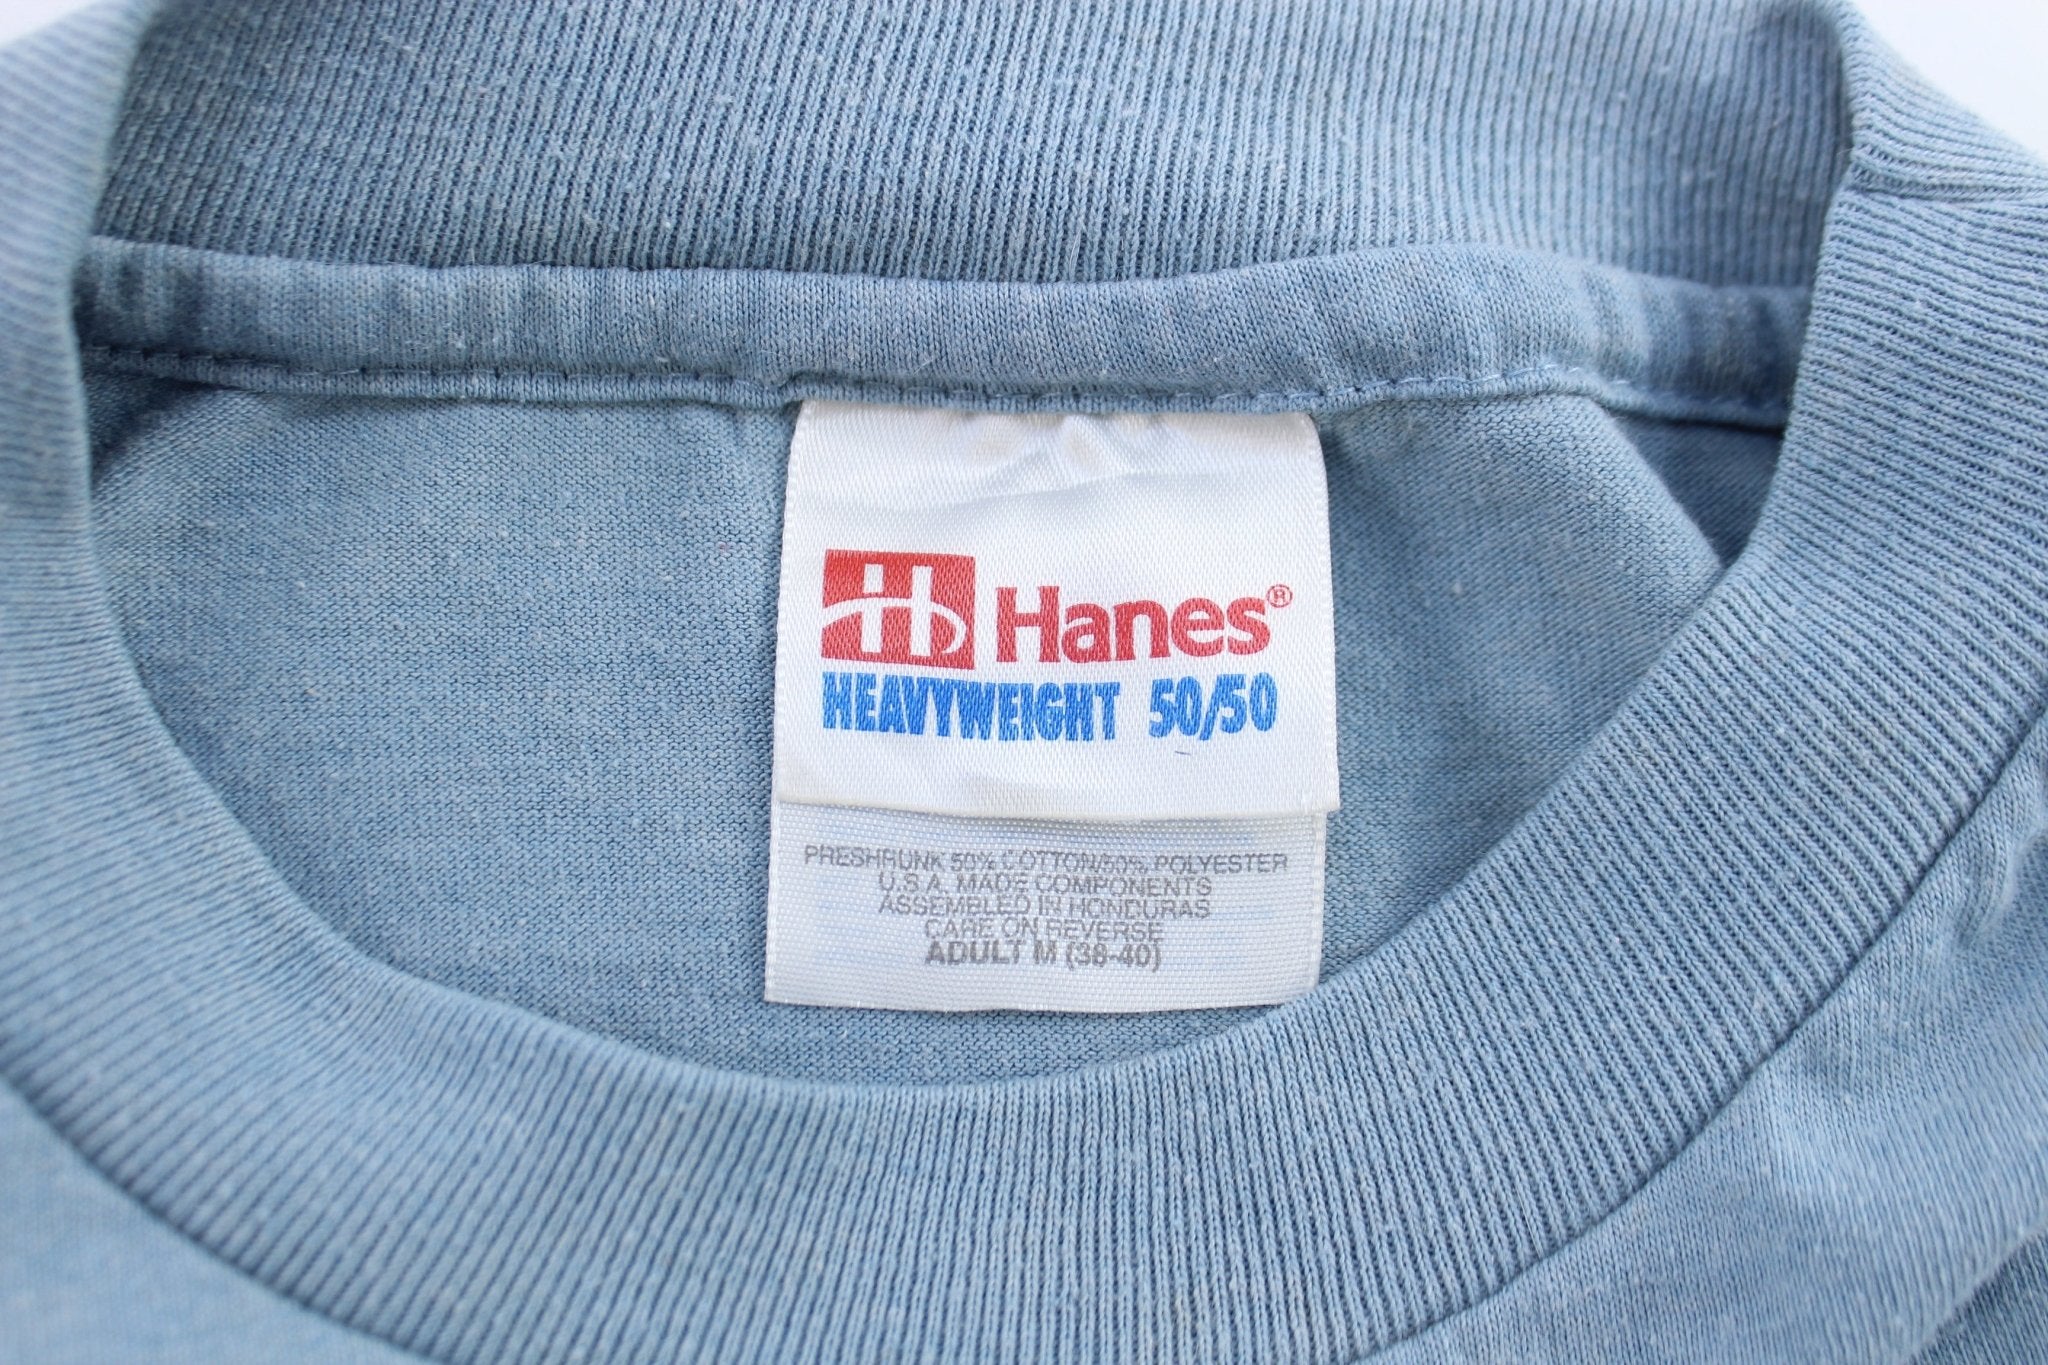 H Hanes®
HEAVYWEIGHT 50/50
PRESHRUNK 50% COTTON/50% POLYESTER
U.S.A. MADE COMPONENTS
ASSEMBLED IN HONDURAS
CARE ON REVERSE
ADULT M (38-40)